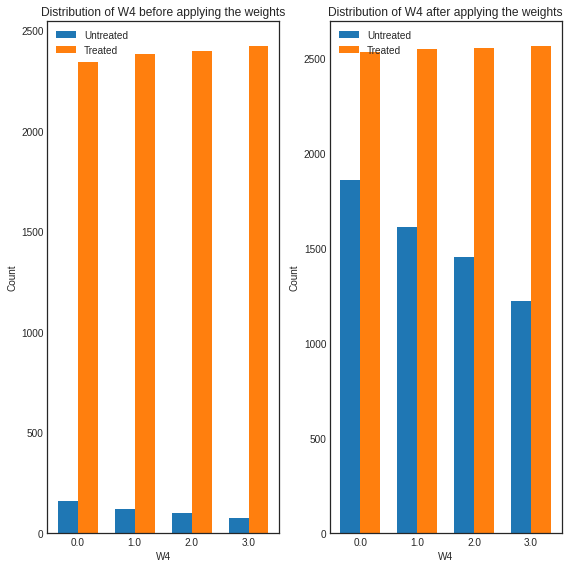 Distribution of W4 before applying the weights
Untreated
Treated
2500
2000
1500
1000
500
0
Count
0.0 1.0 2.0 3.0
W4
Distribution of W4 after applying the weights
Untreated
Treated
2500
2000
1500
1000
500
0
Count
0.0 1.0 2.0 3.0
W4